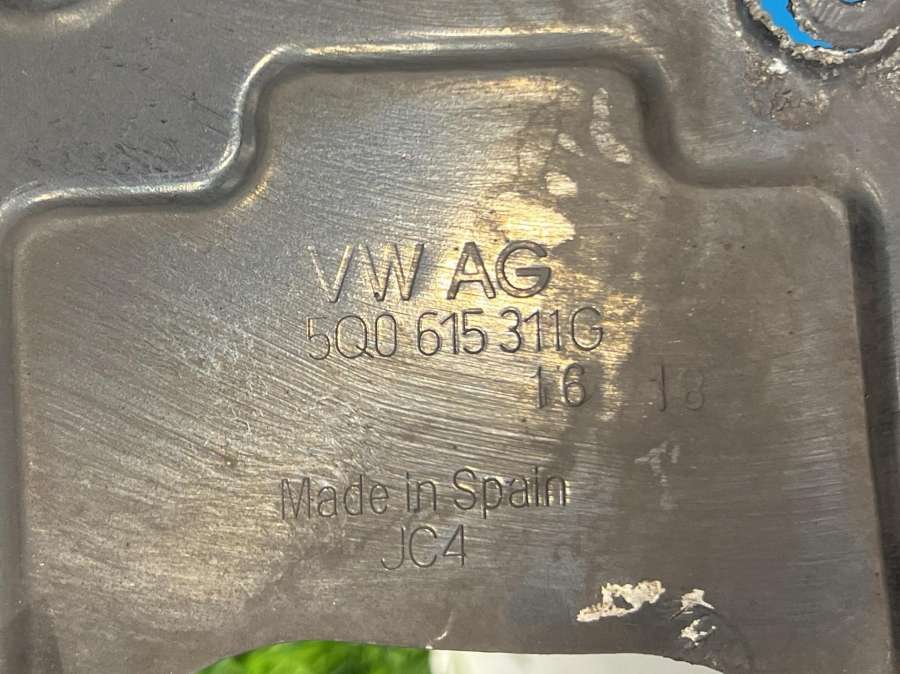 VW AG
5Q0 615 311G
16 18
Made in Spain
JC4